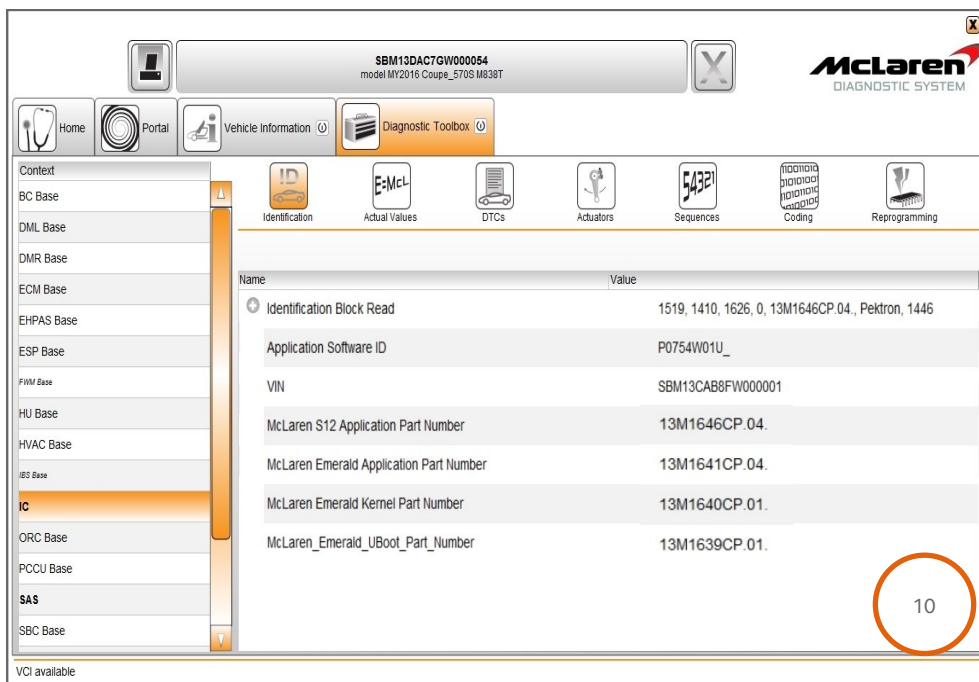 X
SBM13DAC7GW000054
model MY2016 Coupe_570S M838T
McLaren
DIAGNOSTIC SYSTEM
Home
Portal
Vehicle Information
Diagnostic Toolbox
Context
BC Base
DML Base
DMR Base
ECM Base
EHPAS Base
ESP Base
FWM Base
HU Base
HVAC Base
IBS Base
IC
ORC Base
PCCU Base
SAS
SBC Base
ID
Identification
E=McL
Actual Values
DTCs
Actuators
54321
Sequences
Coding
Reprogramming
Name Value
Identification Block Read 1519, 1410, 1626, 0, 13M1646CP.04., Pektron, 1446
Application Software ID P0754W01U_
VIN SBM13CAB8FW000001
McLaren S12 Application Part Number 13M1646CP.04.
McLaren Emerald Application Part Number 13M1641CP.04.
McLaren Emerald Kernel Part Number 13M1640CP.01.
McLaren_Emerald_UBoot_Part_Number 13M1639CP.01.
10
VCI available